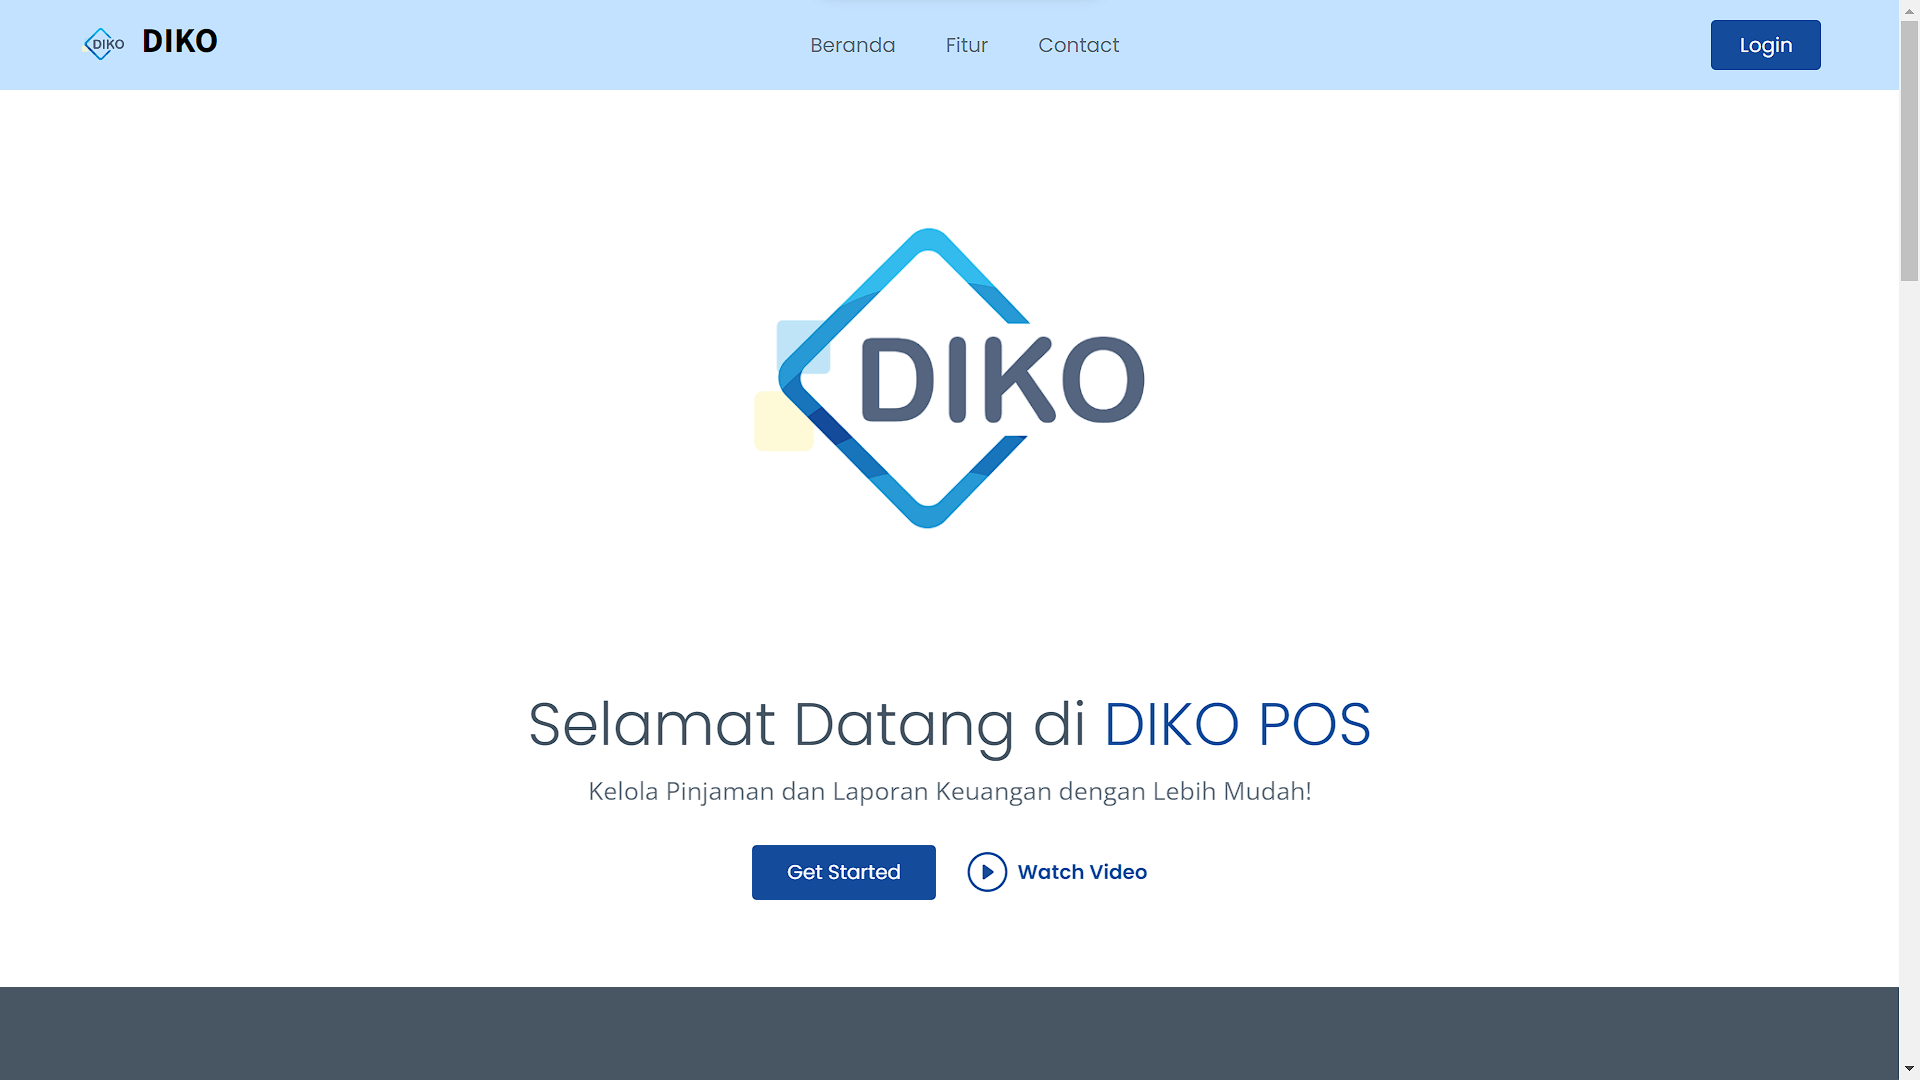 DIKO DIKO
Beranda Fitur Contact
Login
DIKO
Selamat Datang di DIKO POS
Kelola Pinjaman dan Laporan Keuangan dengan Lebih Mudah!
Get Started Watch Video